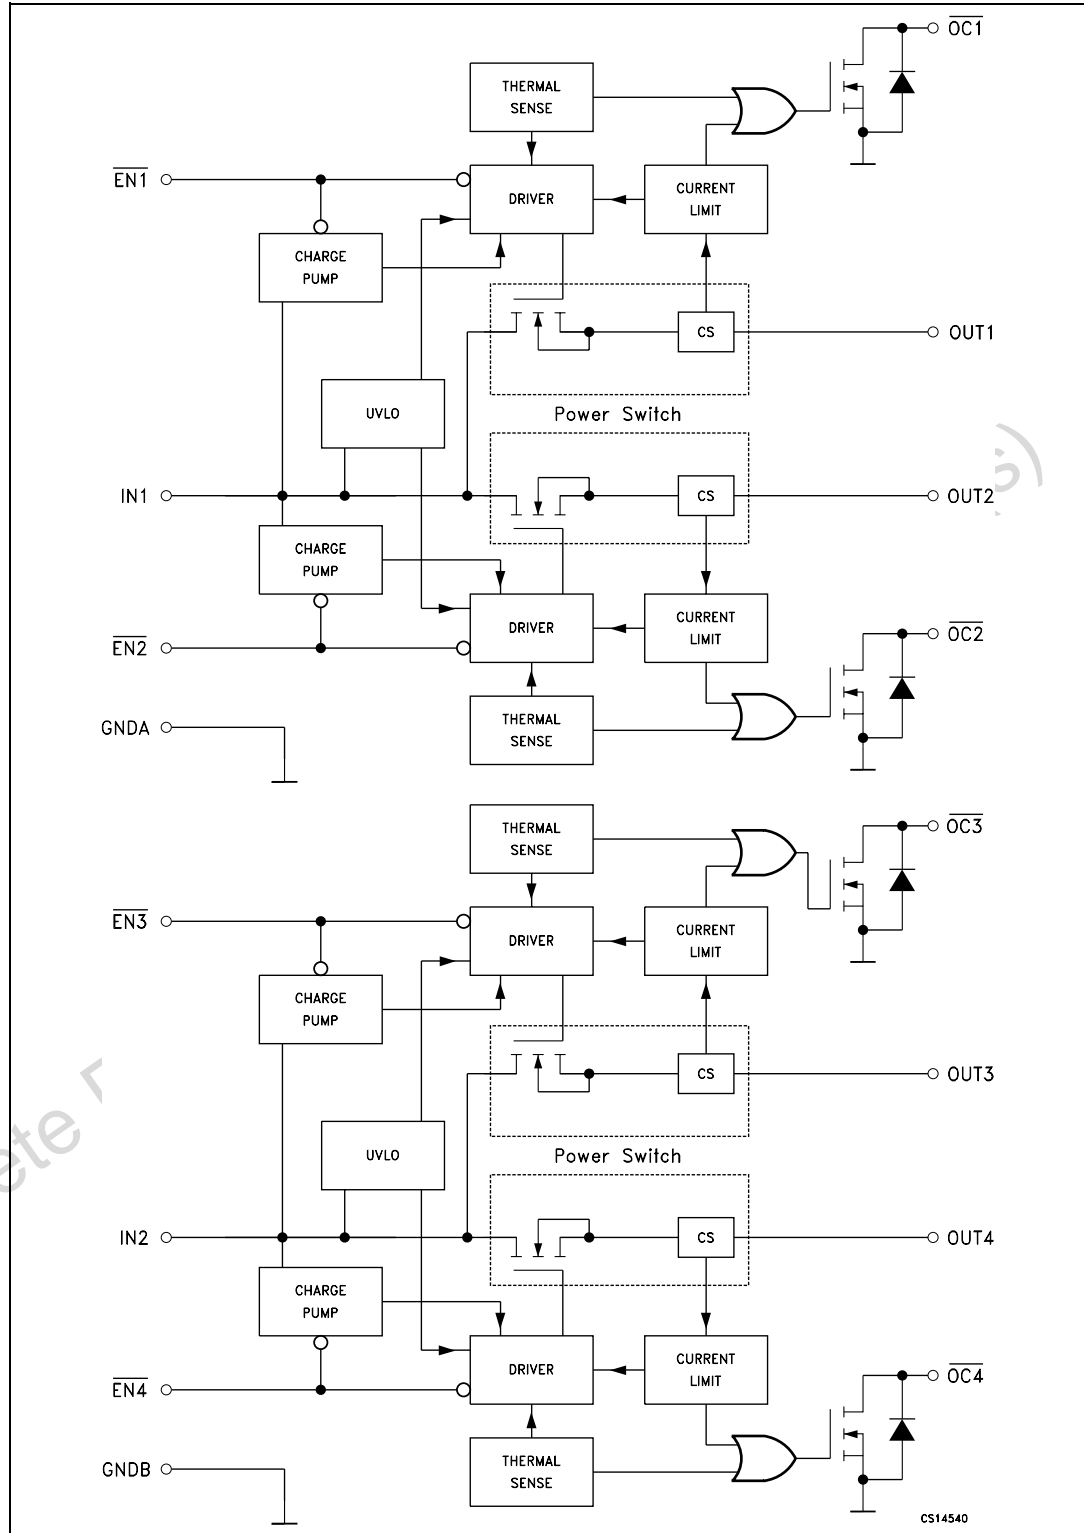 OC1
THERMAL
SENSE
EN1
DRIVER
CURRENT
LIMIT
CHARGE
PUMP
CS
OUT1
UVLO
Power Switch
IN1
CS
OUT2
CHARGE
PUMP
DRIVER
CURRENT
LIMIT
OC2
EN2
THERMAL
SENSE
GNDA
THERMAL
SENSE
OC3
EN3
DRIVER
CURRENT
LIMIT
CHARGE
PUMP
CS
OUT3
UVLO
Power Switch
IN2
CS
OUT4
CHARGE
PUMP
DRIVER
CURRENT
LIMIT
OC4
EN4
THERMAL
SENSE
GNDB
CS14540